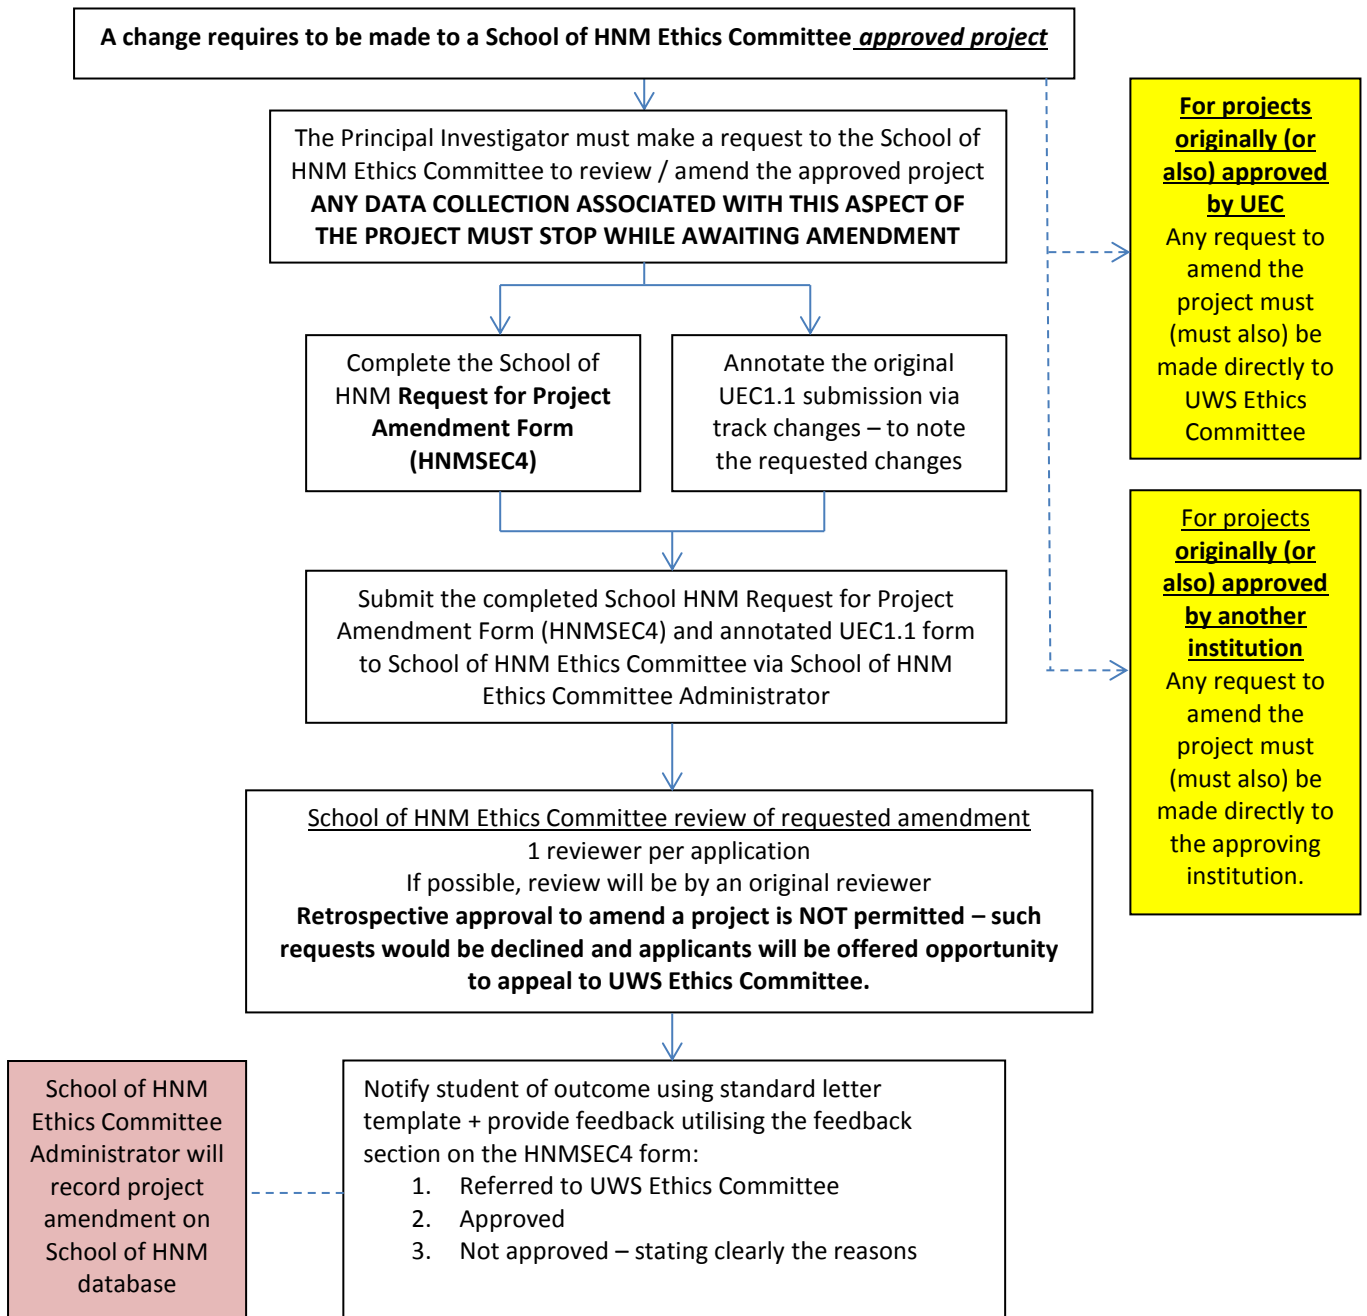 A change requires to be made to a School of HNM Ethics Committee approved project
The Principal Investigator must make a request to the School of
HNM Ethics Committee to review / amend the approved project
ANY DATA COLLECTION ASSOCIATED WITH THIS ASPECT OF
THE PROJECT MUST STOP WHILE AWAITING AMENDMENT
For projects
originally (or
also) approved
by UEC
Any request to
amend the
project must
(must also) be
made directly to
UWS Ethics
Committee
Complete the School of
HNM Request for Project
Amendment Form
(HNMSEC4)
Annotate the original
UEC1.1 submission via
track changes – to note
the requested changes
For projects
originally (or
also) approved
by another
institution
Any request to
amend the
project must
(must also) be
made directly to
the approving
institution.
Submit the completed School HNM Request for Project
Amendment Form (HNMSEC4) and annotated UEC1.1 form
to School of HNM Ethics Committee via School of HNM
Ethics Committee Administrator
School of HNM Ethics Committee review of requested amendment
1 reviewer per application
If possible, review will be by an original reviewer
Retrospective approval to amend a project is NOT permitted – such
requests would be declined and applicants will be offered opportunity
to appeal to UWS Ethics Committee.
School of HNM
Ethics Committee
Administrator will
record project
amendment on
School of HNM
database
Notify student of outcome using standard letter
template + provide feedback utilising the feedback
section on the HNMSEC4 form:
1. Referred to UWS Ethics Committee
2. Approved
3. Not approved – stating clearly the reasons